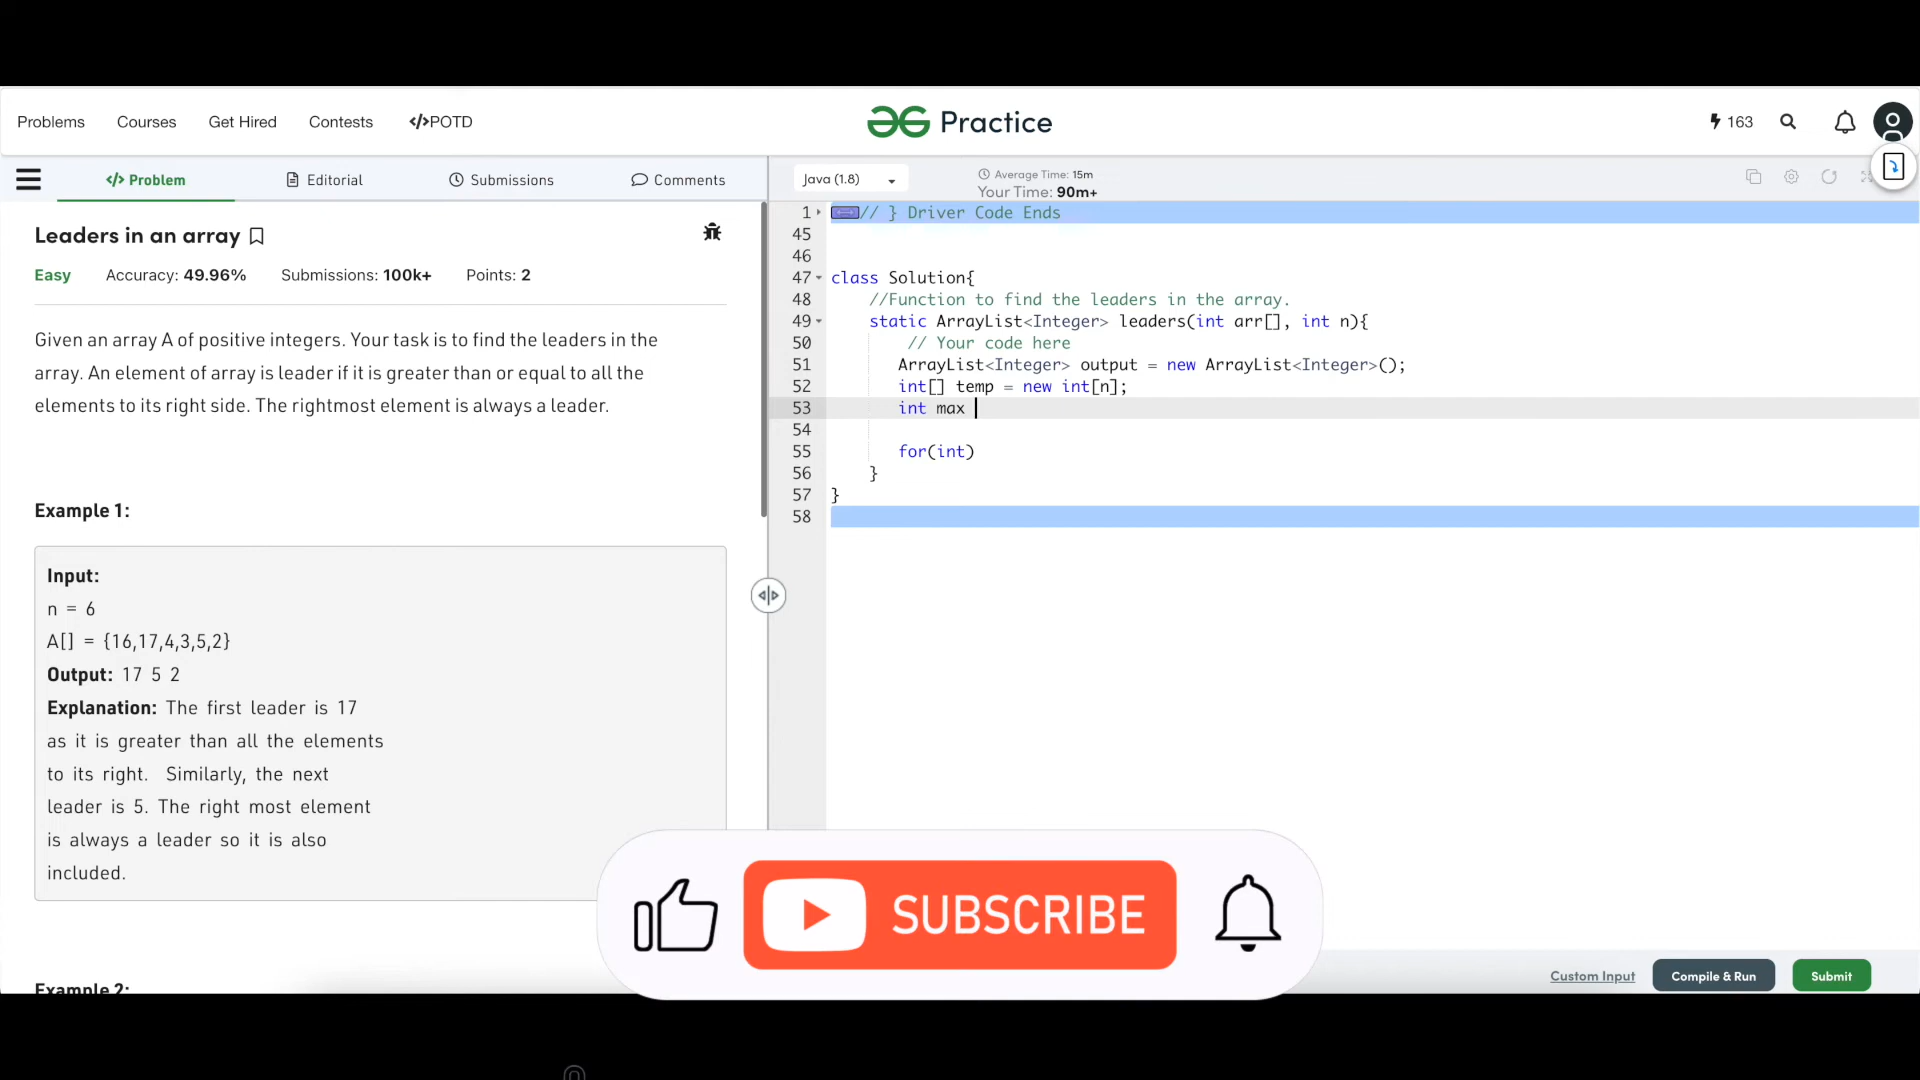 Problems Courses Get Hired Contests </>POTD Practice 163
</> Problem Editorial Submissions Comments Java (1.8) Average Time: 15m
Your Time: 90m+
Leaders in an array
Easy Accuracy: 49.96% Submissions: 100k+ Points: 2
Given an array A of positive integers. Your task is to find the leaders in the
array. An element of array is leader if it is greater than or equal to all the
elements to its right side. The rightmost element is always a leader.
Example 1:
Input:
n = 6
A[] = {16,17,4,3,5,2}
Output: 17 5 2
Explanation: The first leader is 17
as it is greater than all the elements
to its right. Similarly, the next
leader is 5. The right most element
is always a leader so it is also
included.
Example 2:
1 // } Driver Code Ends
45
46
47 class Solution{
48 //Function to find the leaders in the array.
49 static ArrayList<Integer> leaders(int arr[], int n){
50 // Your code here
51 ArrayList<Integer> output = new ArrayList<Integer>();
52 int[] temp = new int[n];
53 int max
54
55 for(int)
56 }
57 }
58
SUBSCRIBE
Custom Input Compile & Run Submit